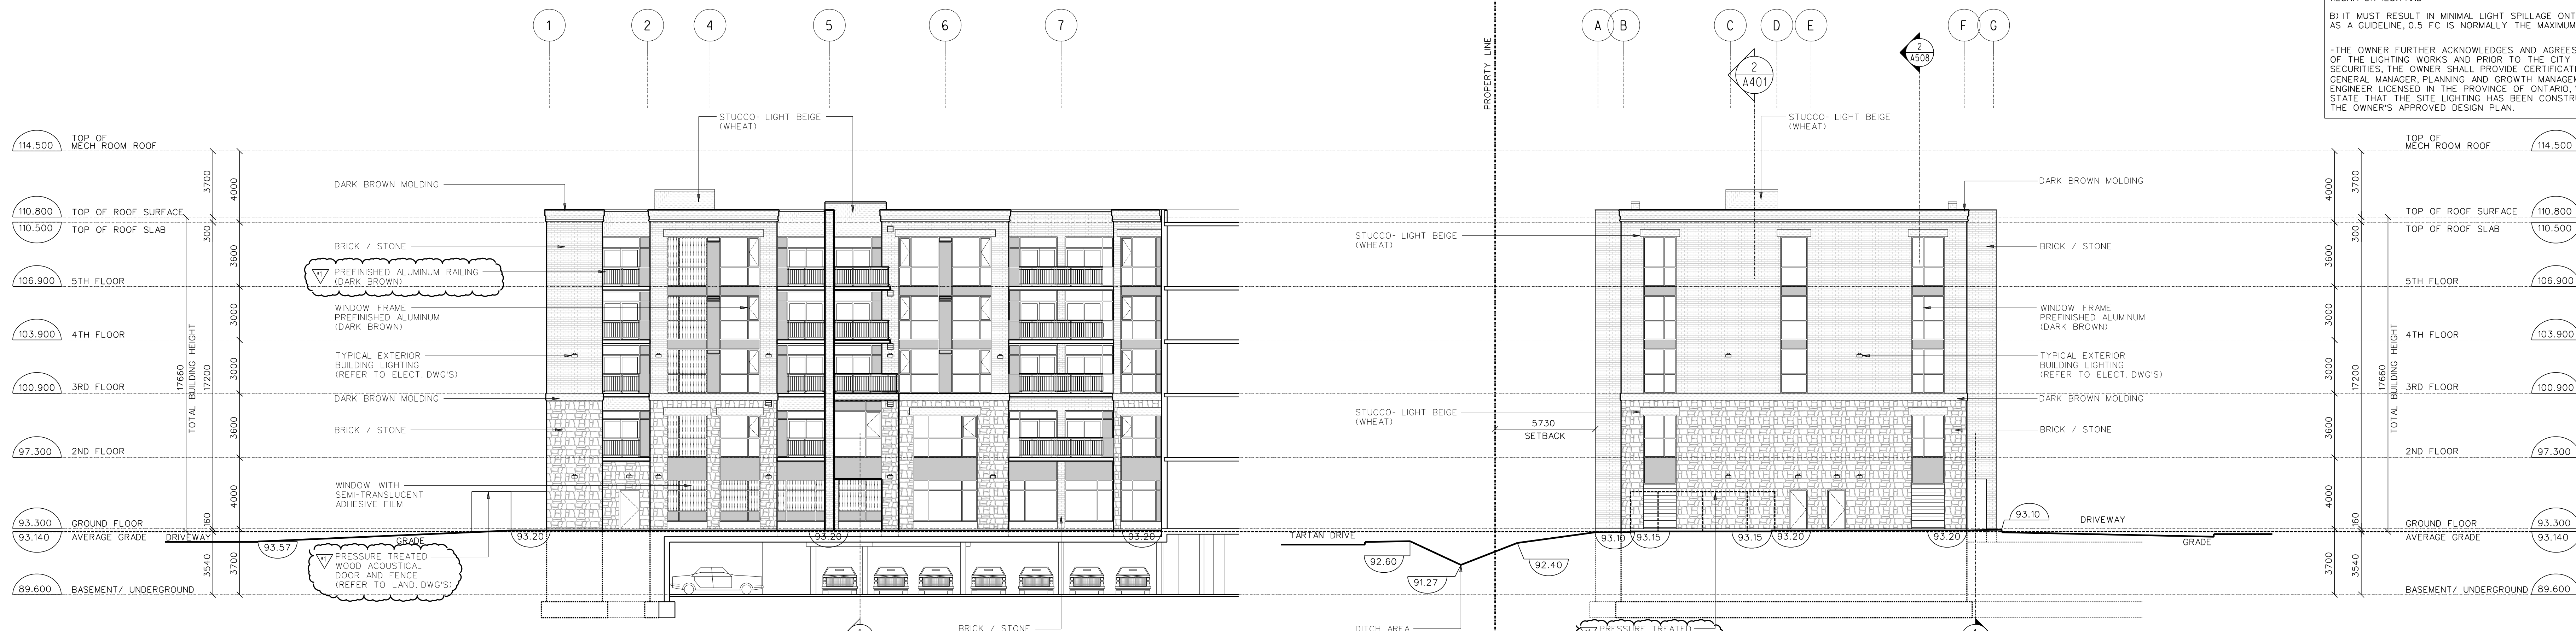 1
2
4
5
6
7
PROPERTY LINE
A
B
C
D
E
F
G
2
A401
2
A508
B) IT MUST RESULT IN MINIMAL LIGHT SPILLAGE ONT
AS A GUIDELINE, 0.5 FC IS NORMALLY THE MAXIMUM
-THE OWNER FURTHER ACKNOWLEDGES AND AGREES
OF THE LIGHTING WORKS AND PRIOR TO THE CITY
SECURITIES, THE OWNER SHALL PROVIDE CERTIFICATI
GENERAL MANAGER, PLANNING AND GROWTH MANAGEM
ENGINEER LICENSED IN THE PROVINCE OF ONTARIO,
STATE THAT THE SITE LIGHTING HAS BEEN CONSTR
THE OWNER'S APPROVED DESIGN PLAN.
114.500
TOP OF
MECH ROOM ROOF
110.800
TOP OF ROOF SURFACE
110.500
TOP OF ROOF SLAB
106.900
5TH FLOOR
103.900
4TH FLOOR
100.900
3RD FLOOR
97.300
2ND FLOOR
93.300
GROUND FLOOR
93.140
AVERAGE GRADE
89.600
BASEMENT/ UNDERGROUND
17660
TOTAL BUILDING HEIGHT
3700
300
17200
160
3540
4000
3600
3000
3000
3600
4000
3700
STUCCO- LIGHT BEIGE
(WHEAT)
DARK BROWN MOLDING
BRICK / STONE
*1
PREFINISHED ALUMINUM RAILING
(DARK BROWN)
WINDOW FRAME
PREFINISHED ALUMINUM
(DARK BROWN)
TYPICAL EXTERIOR
BUILDING LIGHTING
(REFER TO ELECT. DWG'S)
DARK BROWN MOLDING
BRICK / STONE
WINDOW WITH
SEMI-TRANSLUCENT
ADHESIVE FILM
DRIVEWAY
93.57
GRADE
93.20
93.20
93.20
*1
PRESSURE TREATED
WOOD ACOUSTICAL
DOOR AND FENCE
(REFER TO LAND. DWG'S)
BRICK / STONE
STUCCO- LIGHT BEIGE
(WHEAT)
STUCCO- LIGHT BEIGE
(WHEAT)
STUCCO- LIGHT BEIGE
(WHEAT)
5730
SETBACK
TARTAN DRIVE
92.60
91.27
92.40
DITCH AREA
93.10
93.15
93.15
93.20
93.20
PRESSURE TREATED
DARK BROWN MOLDING
BRICK / STONE
WINDOW FRAME
PREFINISHED ALUMINUM
(DARK BROWN)
TYPICAL EXTERIOR
BUILDING LIGHTING
(REFER TO ELECT. DWG'S)
DARK BROWN MOLDING
BRICK / STONE
93.10
DRIVEWAY
GRADE
4000
3600
3000
3000
3600
4000
3700
3700
300
17200
160
3540
17660
TOTAL BUILDING HEIGHT
TOP OF
MECH ROOM ROOF
114.500
TOP OF ROOF SURFACE
110.800
TOP OF ROOF SLAB
110.500
5TH FLOOR
106.900
4TH FLOOR
103.900
3RD FLOOR
100.900
2ND FLOOR
97.300
GROUND FLOOR
93.300
AVERAGE GRADE
93.140
BASEMENT/ UNDERGROUND
89.600